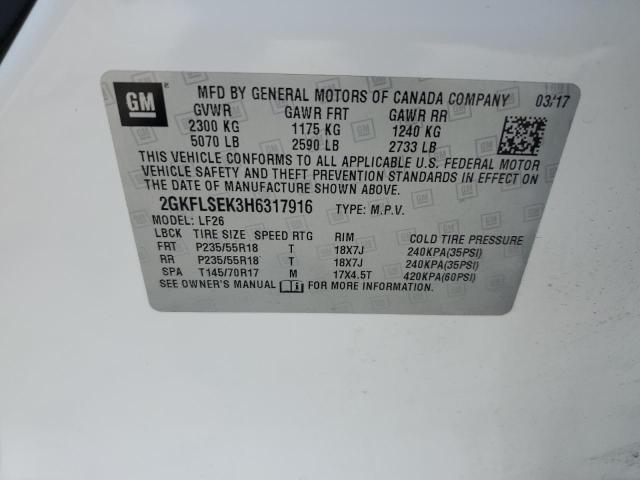 GM
MFD BY GENERAL MOTORS OF CANADA COMPANY 03/17
GVWR GAWR FRT GAWR RR
2300 KG 1175 KG 1240 KG
5070 LB 2590 LB 2733 LB
THIS VEHICLE CONFORMS TO ALL APPLICABLE U.S. FEDERAL MOTOR
VEHICLE SAFETY AND THEFT PREVENTION STANDARDS IN EFFECT ON
THE DATE OF MANUFACTURE SHOWN ABOVE.
2GKFLSEK3H6317916 TYPE: M.P.V.
MODEL: LF26
LBCK TIRE SIZE SPEED RTG RIM COLD TIRE PRESSURE
FRT P235/55R18 T 18X7J 240KPA(35PSI)
RR P235/55R18 T 18X7J 240KPA(35PSI)
SPA T145/70R17 M 17X4.5T 420KPA(60PSI)
SEE OWNER'S MANUAL FOR MORE INFORMATION.